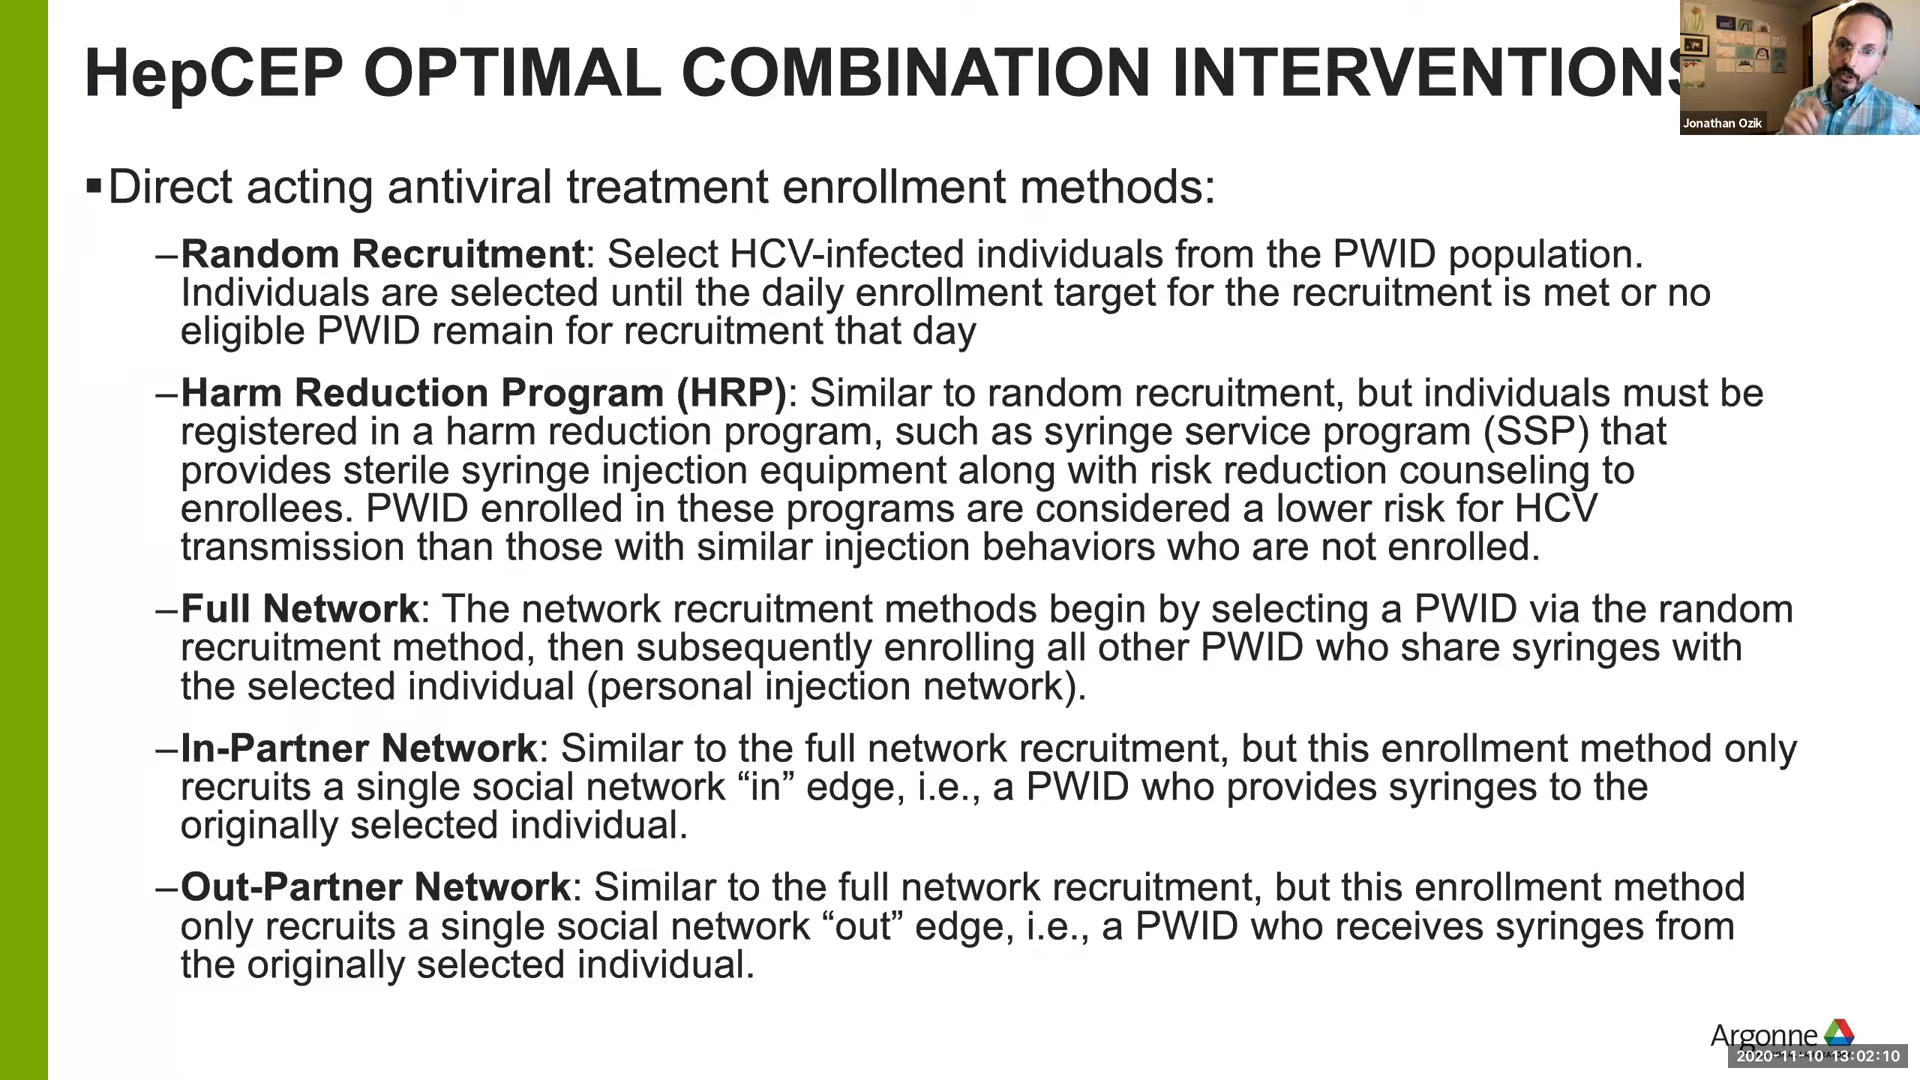 HepCEP OPTIMAL COMBINATION INTERVENTIONS
Jonathan Ozik
▪Direct acting antiviral treatment enrollment methods:
–Random Recruitment: Select HCV-infected individuals from the PWID population.
Individuals are selected until the daily enrollment target for the recruitment is met or no
eligible PWID remain for recruitment that day
–Harm Reduction Program (HRP): Similar to random recruitment, but individuals must be
registered in a harm reduction program, such as syringe service program (SSP) that
provides sterile syringe injection equipment along with risk reduction counseling to
enrollees. PWID enrolled in these programs are considered a lower risk for HCV
transmission than those with similar injection behaviors who are not enrolled.
–Full Network: The network recruitment methods begin by selecting a PWID via the random
recruitment method, then subsequently enrolling all other PWID who share syringes with
the selected individual (personal injection network).
–In-Partner Network: Similar to the full network recruitment, but this enrollment method only
recruits a single social network “in” edge, i.e., a PWID who provides syringes to the
originally selected individual.
–Out-Partner Network: Similar to the full network recruitment, but this enrollment method
only recruits a single social network “out” edge, i.e., a PWID who receives syringes from
the originally selected individual.
Argonne
2020-11-10 13:02:10